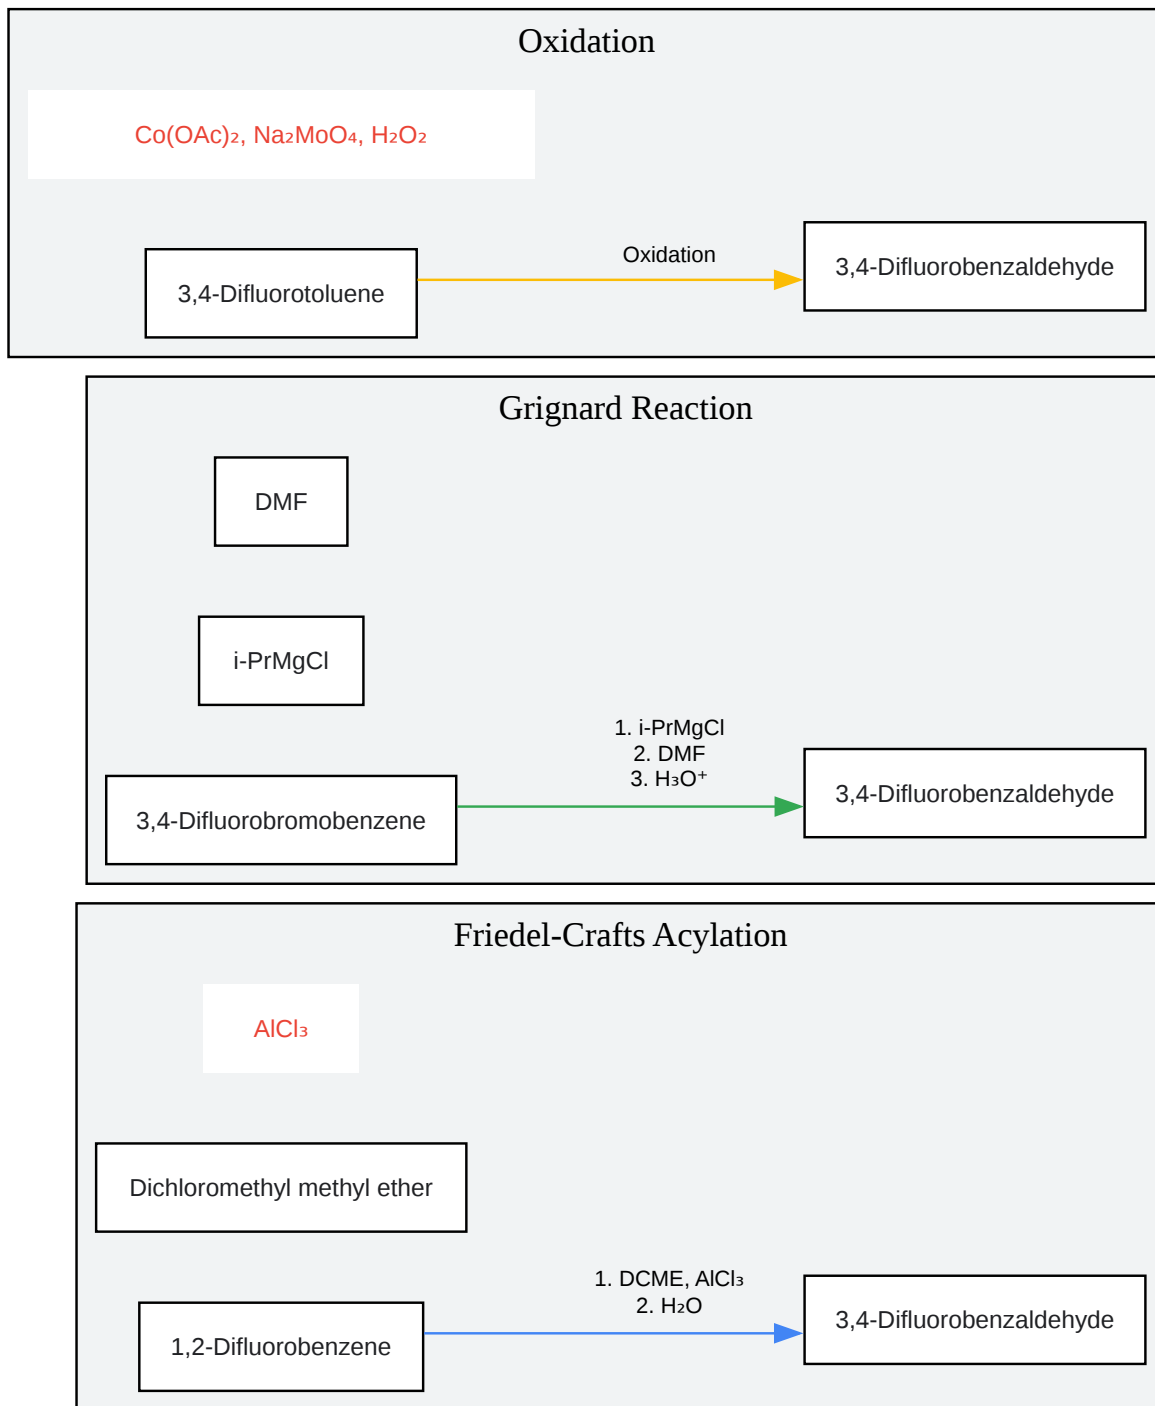 Oxidation
Co(OAc)₂, Na₂MoO₄, H₂O₂
Oxidation
3,4-Difluorotoluene
3,4-Difluorobenzaldehyde
Grignard Reaction
DMF
i-PrMgCl
1. i-PrMgCl
2. DMF
3. H₃O⁺
3,4-Difluorobromobenzene
3,4-Difluorobenzaldehyde
Friedel-Crafts Acylation
AlCl₃
Dichloromethyl methyl ether
1. DCME, AlCl₃
2. H₂O
1,2-Difluorobenzene
3,4-Difluorobenzaldehyde